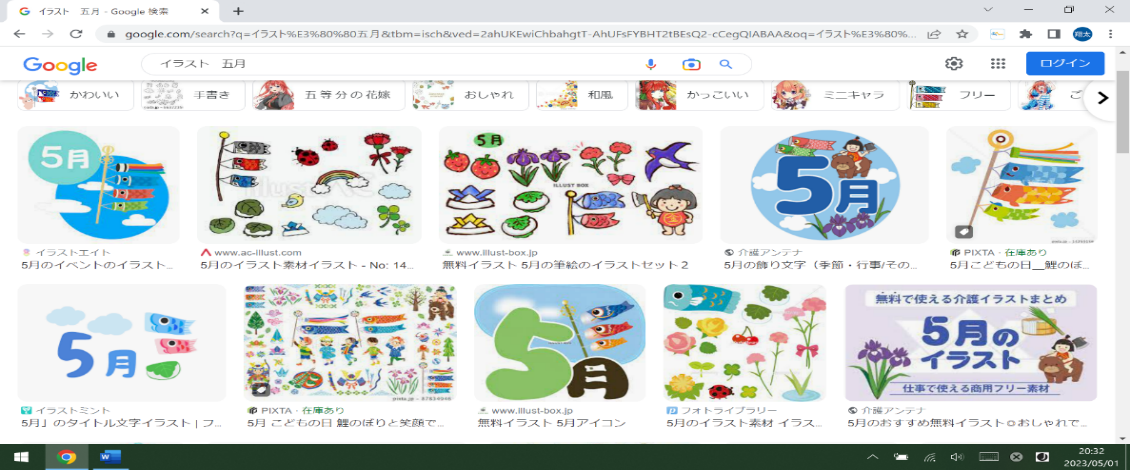 イラスト 五月 - Google 検索
google.com/search?q=イラスト%E3%80%80五月&tbm=isch&ved=2ahUKEwiChbahgtT-AhUFsFYBHT2tBEsQ2-cCegQIABAA&oq=イラスト%E3%80%...
翔太
Google
イラスト 五月
ログイン
かわいい
手書き
五等分の花嫁
おしゃれ
和風
かっこいい
ミニキャラ
フリー
ご
5月
5月
ILLUST BOX
5月
イラストエイト
5月のイベントのイラスト...
www.ac-illust.com
5月のイラスト素材イラスト - No: 14...
www.illust-box.jp
無料イラスト 5月の筆絵のイラストセット2
介護アンテナ
5月の飾り文字（季節・行事/その...
PIXTA · 在庫あり
5月こどもの日__鯉のぼ...
5月
5月
無料で使える介護イラストまとめ
5月の
イラスト
仕事で使える商用フリー素材
イラストミント
5月」のタイトル文字イラスト | フ...
PIXTA · 在庫あり
5月 こどもの日 鯉のぼりと笑顔で...
www.illust-box.jp
無料イラスト 5月アイコン
フォトライブラリー
5月のイラスト素材 イラス...
介護アンテナ
5月のおすすめ無料イラスト☺おしゃれで...
20:32
2023/05/01